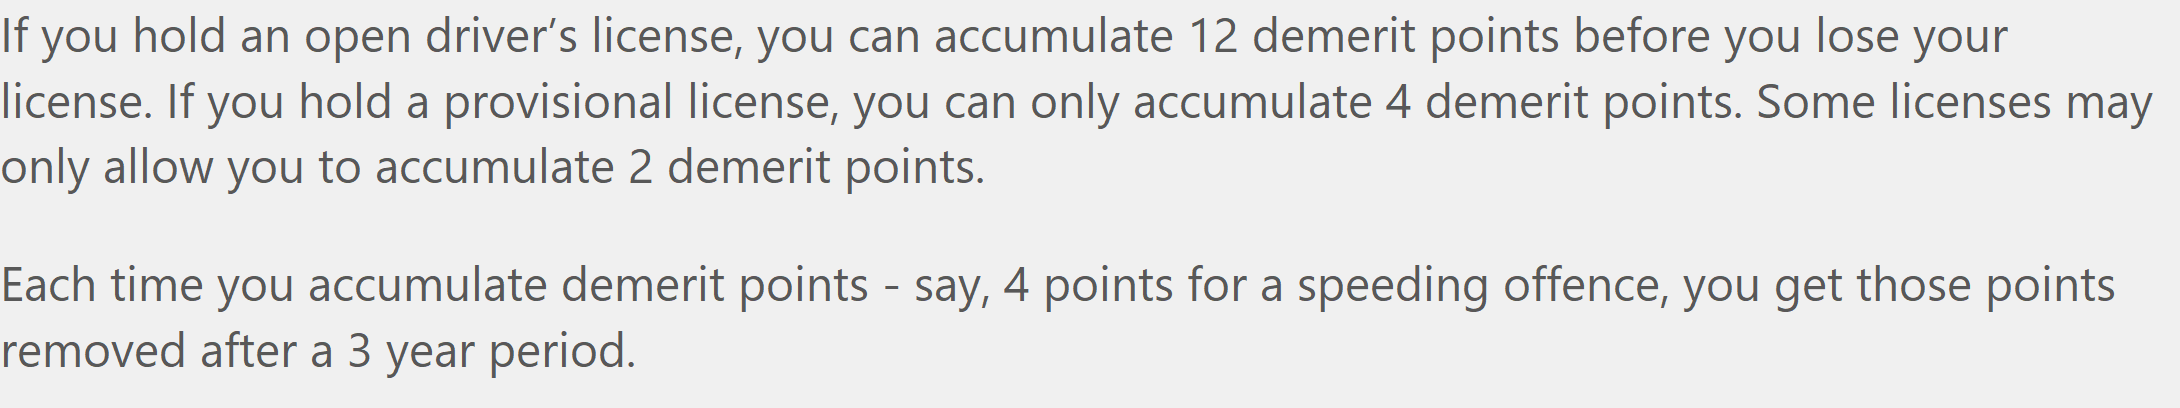 If you hold an open driver’s license, you can accumulate 12 demerit points before you lose your
license. If you hold a provisional license, you can only accumulate 4 demerit points. Some licenses may
only allow you to accumulate 2 demerit points.
Each time you accumulate demerit points - say, 4 points for a speeding offence, you get those points
removed after a 3 year period.